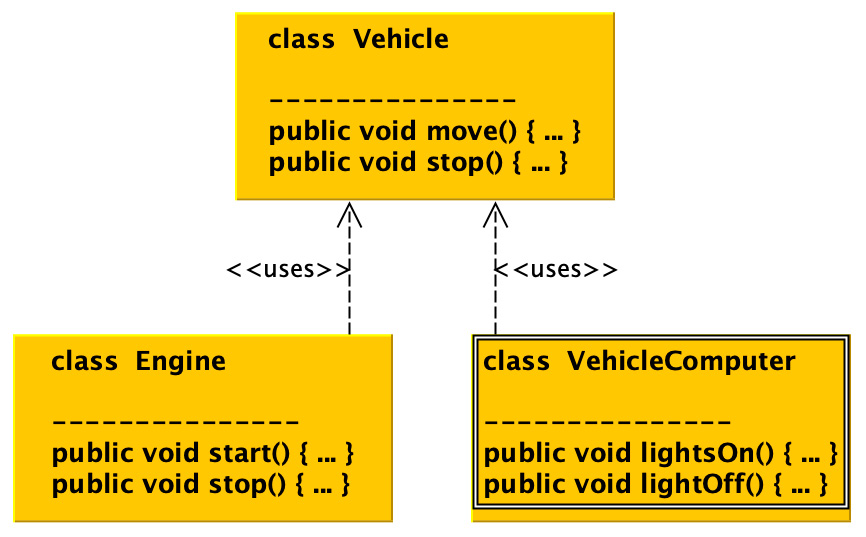 class  Vehicle
---------------
public void move() { ... }
public void stop() { ... }
<<uses>>
<<uses>>
class  Engine
---------------
public void start() { ... }
public void stop() { ... }
class  VehicleComputer
---------------
public void lightsOn() { ... }
public void lightOff() { ... }